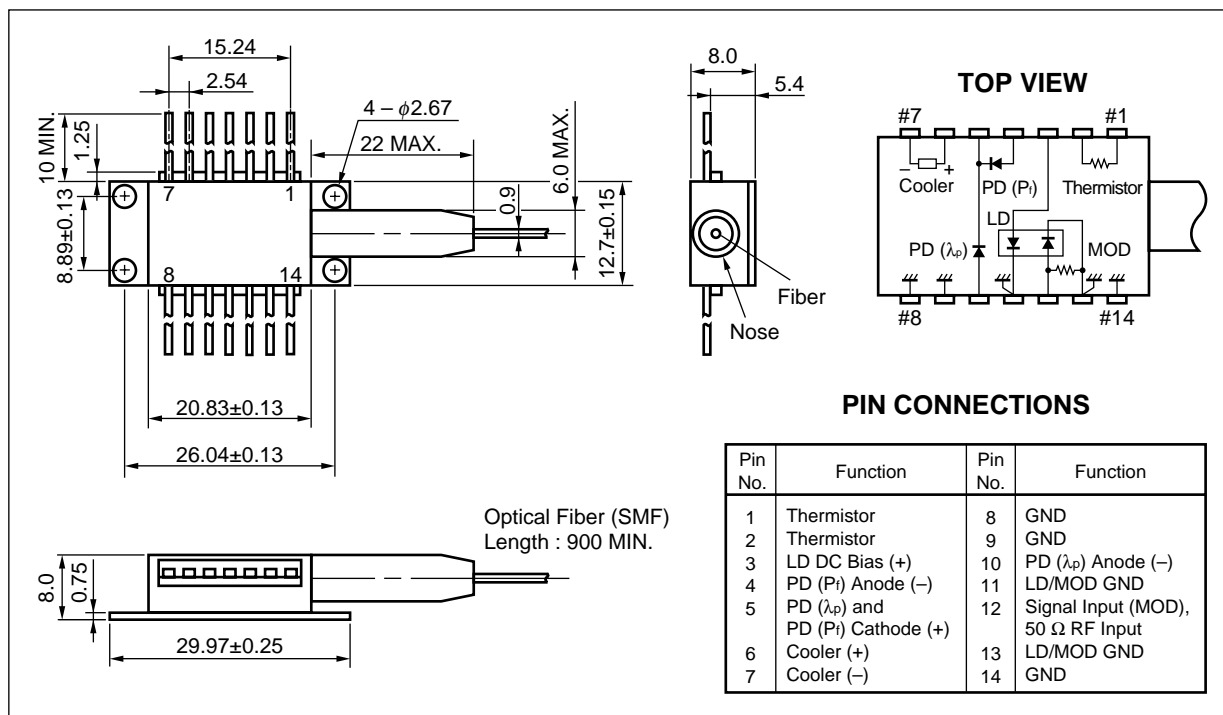 15.24
2.54
4 – ϕ2.67
22 MAX.
10 MIN.
1.25
6.0 MAX.
0.9
12.7±0.15
8.89±0.13
7
1
8
14
20.83±0.13
26.04±0.13
8.0
5.4
Fiber
Nose
TOP VIEW
#7
#1
–
+
Cooler
PD (Pf)
Thermistor
LD
PD (λp)
MOD
#8
#14
Optical Fiber (SMF)
Length : 900 MIN.
8.0
0.75
29.97±0.25
PIN CONNECTIONS
Pin No. Function Pin No. Function
1 Thermistor 8 GND
2 Thermistor 9 GND
3 LD DC Bias (+) 10 PD (λp) Anode (–)
4 PD (Pf) Anode (–) 11 LD/MOD GND
5 PD (λp) and 12 Signal Input (MOD),
PD (Pf) Cathode (+) 50 Ω RF Input
6 Cooler (+) 13 LD/MOD GND
7 Cooler (–) 14 GND